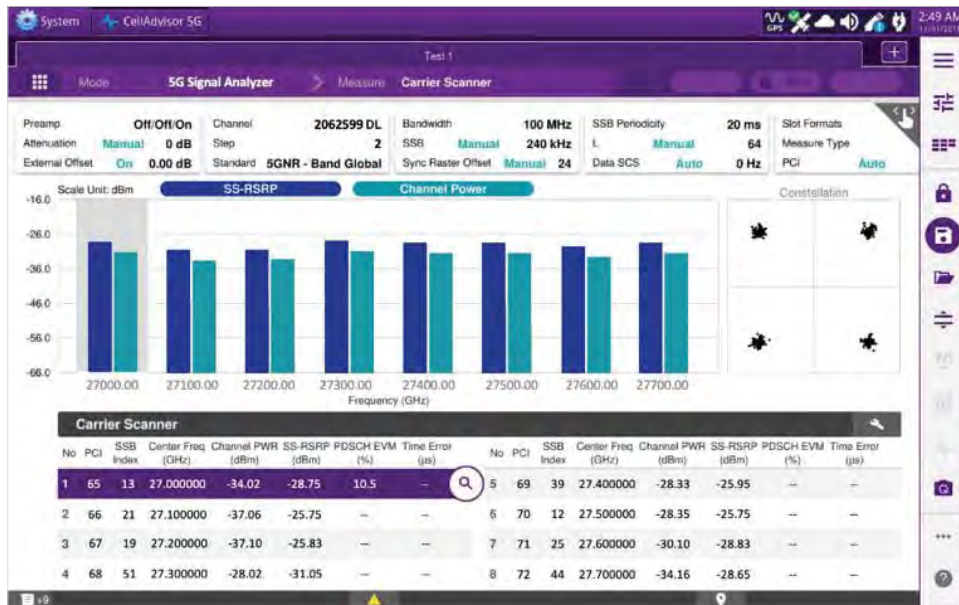 System CellAdvisor 5G GPS 2:49 AM
Test 1 +
Mode 5G Signal Analyzer Measure Carrier Scanner
Preamp Off/Off/On Channel 2062599 DL Bandwidth 100 MHz SSB Periodicity 20 ms Slot Formats
Attenuation Manual 0 dB Step 2 SSB Manual 240 kHz L Manual 64 Measure Type
External Offset On 0.00 dB Standard 5GNR - Band Global Sync Raster Offset Manual 24 Data SCS Auto 0 Hz PCI Auto
Scale Unit: dBm SS-RSRP Channel Power Constellation
-16.0
-26.0
-36.0
-46.0
-56.0
-66.0
27000.00 27100.00 27200.00 27300.00 27400.00 27500.00 27600.00 27700.00
Frequency (GHz)
Carrier Scanner
No PCI SSB Index Center Freq (GHz) Channel PWR (dBm) SS-RSRP (dBm) PDSCH EVM (%) Time Error (μs) No PCI SSB Index Center Freq (GHz) Channel PWR (dBm) SS-RSRP (dBm) PDSCH EVM (%) Time Error (μs)
1 65 13 27.000000 -34.02 -28.75 10.5 -- 5 69 39 27.400000 -28.33 -25.95 -- --
2 66 21 27.100000 -37.06 -25.75 -- -- 6 70 12 27.500000 -28.35 -25.75 -- --
3 67 19 27.200000 -37.10 -25.83 -- -- 7 71 25 27.600000 -30.10 -28.83 -- --
4 68 51 27.300000 -28.02 -31.05 -- -- 8 72 44 27.700000 -34.16 -28.65 -- --
+9